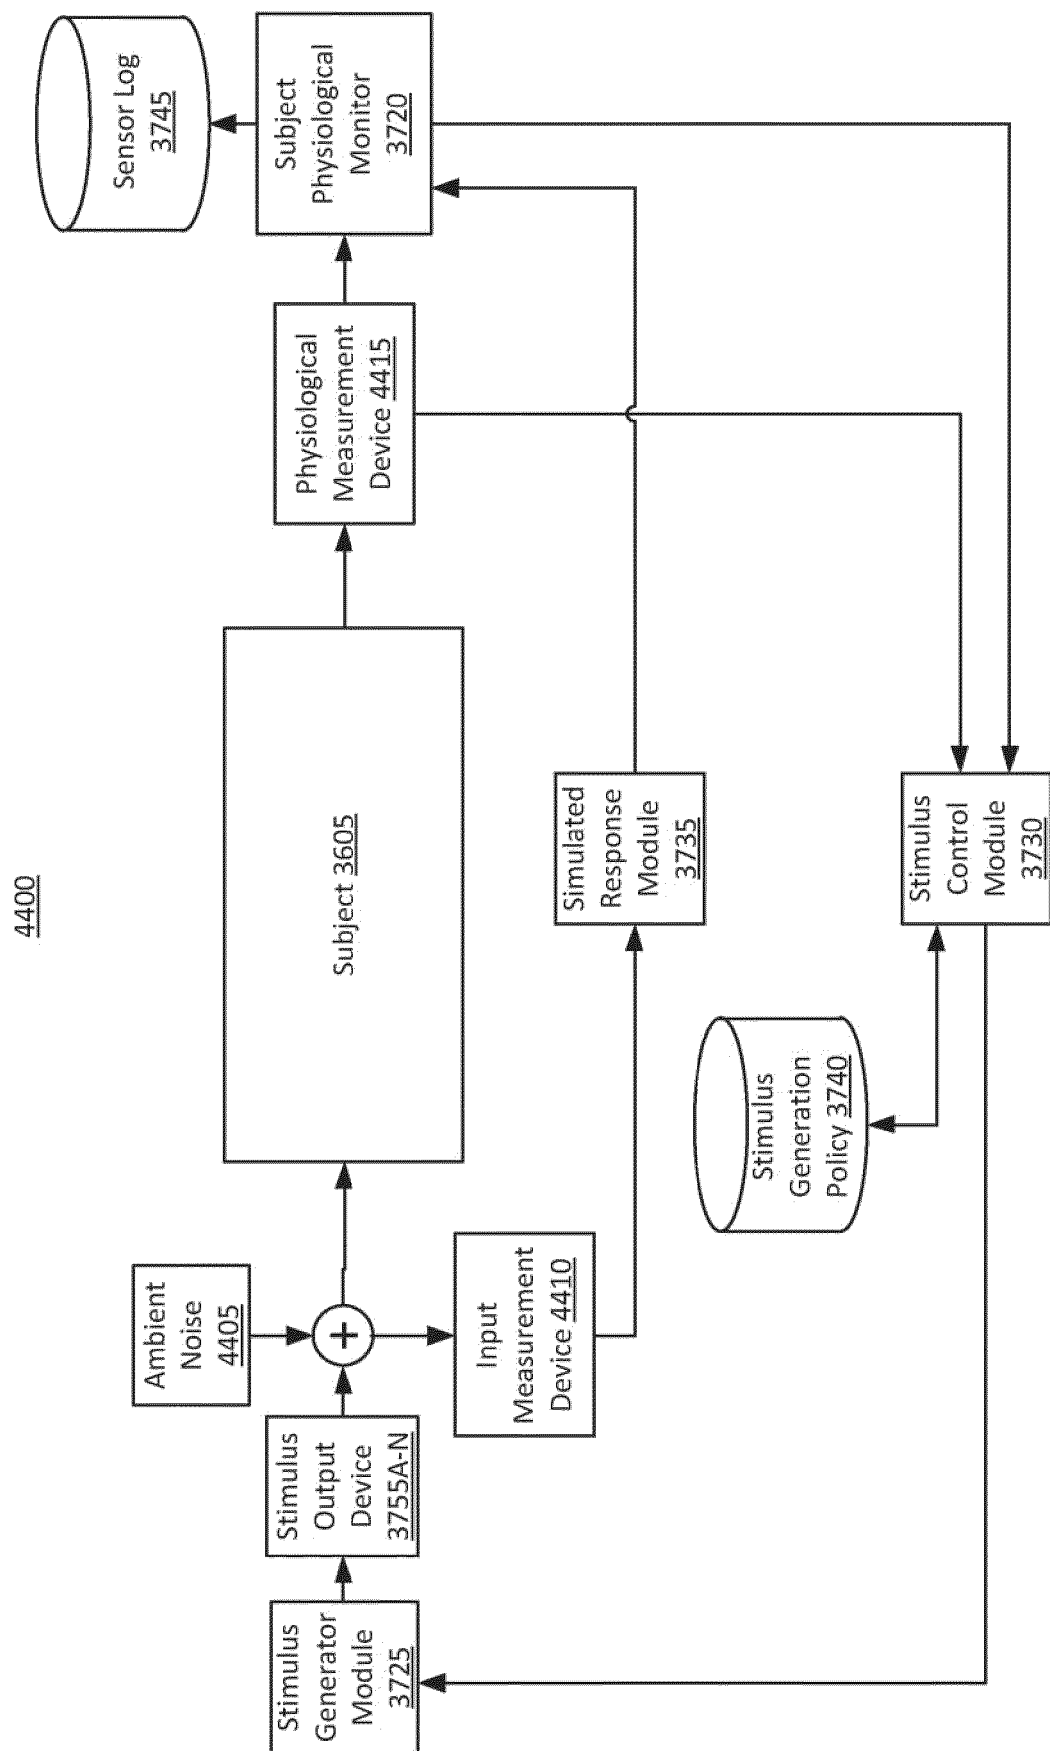 4400
Stimulus
Generator
Module
3725
Stimulus
Output
Device
3755A-N
Ambient
Noise
4405
+
Input
Measurement
Device 4410
Subject 3605
Physiological
Measurement
Device 4415
Subject
Physiological
Monitor
3720
Sensor Log
3745
Simulated
Response
Module
3735
Stimulus
Generation
Policy 3740
Stimulus
Control
Module
3730